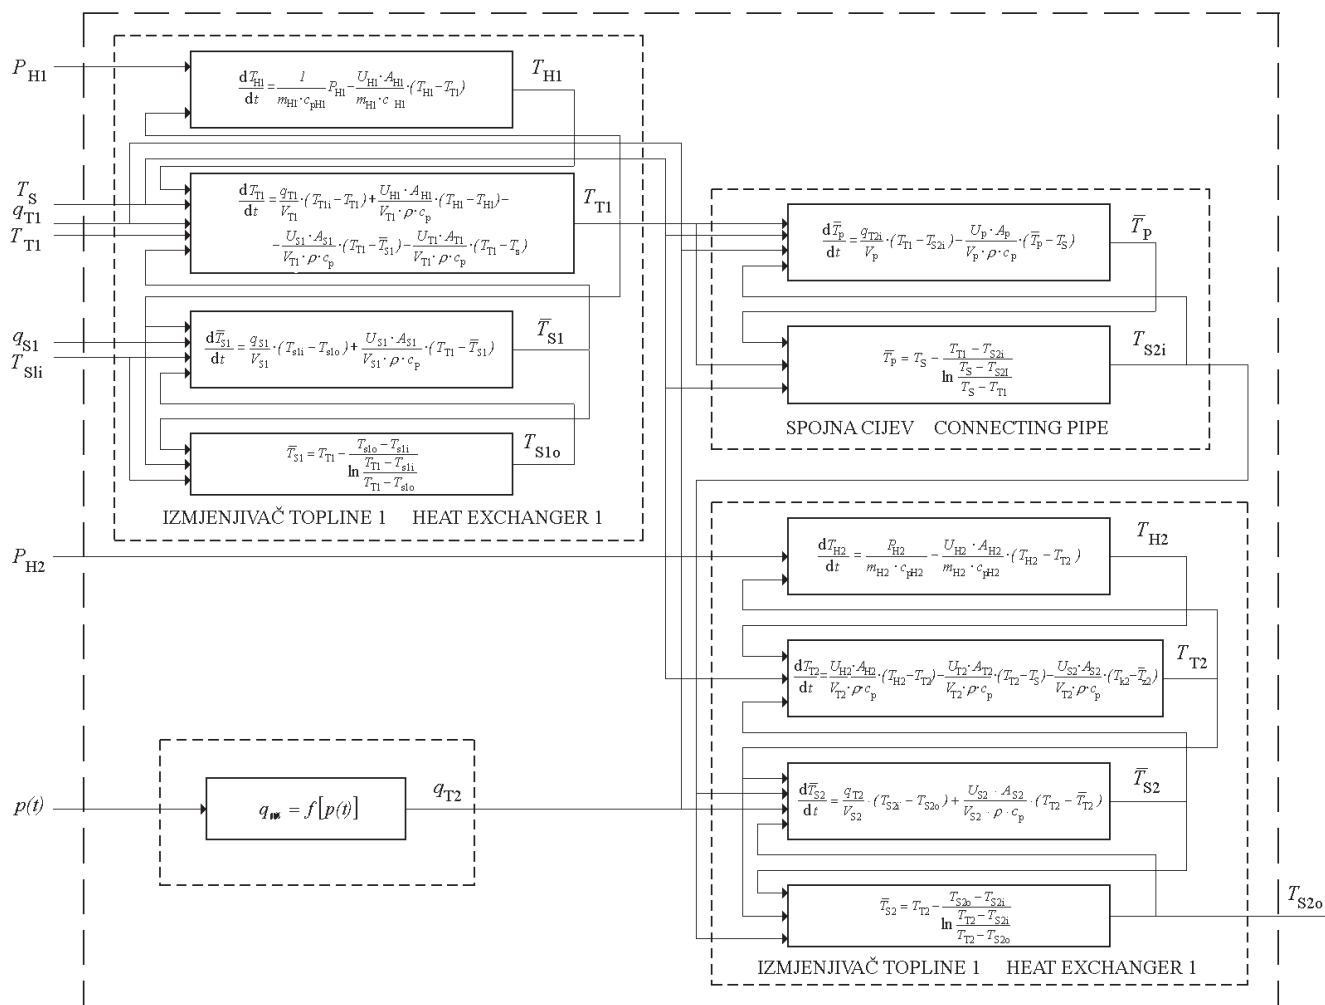 P_H1
T_H1
dT_H1/dt = 1/(m_H1·c_pH1) P_H1 − U_H1·A_H1/(m_H1·c_H1)·(T_H1−T_T1)
T_S
q_T1
T_T1
T_T1
dT_T1/dt = q_T1/V_T1·(T_T1i−T_T1)+U_H1·A_H1/(V_T1·ρ·c_p)·(T_H1−T_H1)−
−U_S1·A_S1/(V_T1·ρ·c_p)·(T_T1−T̅_S1)−U_T1·A_T1/(V_T1·ρ·c_p)·(T_T1−T_s)
q_S1
T_S1i
T̅_S1
dT̅_S1/dt = q_S1/V_S1·(T_s1i−T_s1o)+U_S1·A_S1/(V_S1·ρ·c_p)·(T_T1−T̅_S1)
T_S1o
T̅_S1 = T_T1 − (T_s1o−T_s1i)/(ln (T_T1−T_s1i)/(T_T1−T_s1o))
IZMJENJIVAČ TOPLINE 1 HEAT EXCHANGER 1
T̅_P
dT̅_p/dt = q_T2i/V_p·(T_T1−T_S2i)−U_p·A_p/(V_p·ρ·c_p)·(T̅_p−T_S)
T_S2i
T̅_p = T_S − (T_T1−T_S2i)/(ln (T_S−T_S2I)/(T_S−T_T1))
SPOJNA CIJEV CONNECTING PIPE
P_H2
T_H2
dT_H2/dt = P_H2/(m_H2·c_pH2) − U_H2·A_H2/(m_H2·c_pH2)·(T_H2−T_T2)
T_T2
dT_T2/dt = U_H2·A_H2/(V_T2·ρ·c_p)·(T_H2−T_T2)−U_T2·A_T2/(V_T2·ρ·c_p)·(T_T2−T_S)−U_S2·A_S2/(V_T2·ρ·c_p)·(T_k2−T̅_z2)
p(t)
= f[p(t)]
q_T2
T̅_S2
dT̅_S2/dt = q_T2/V_S2·(T_S2i−T_S2o)+U_S2·A_S2/(V_S2·ρ·c_p)·(T_T2−T̅_T2)
T_S2o
T̅_S2 = T_T2 − (T_S2o−T_S2i)/(ln (T_T2−T_S2i)/(T_T2−T_S2o))
IZMJENJIVAČ TOPLINE 1 HEAT EXCHANGER 1